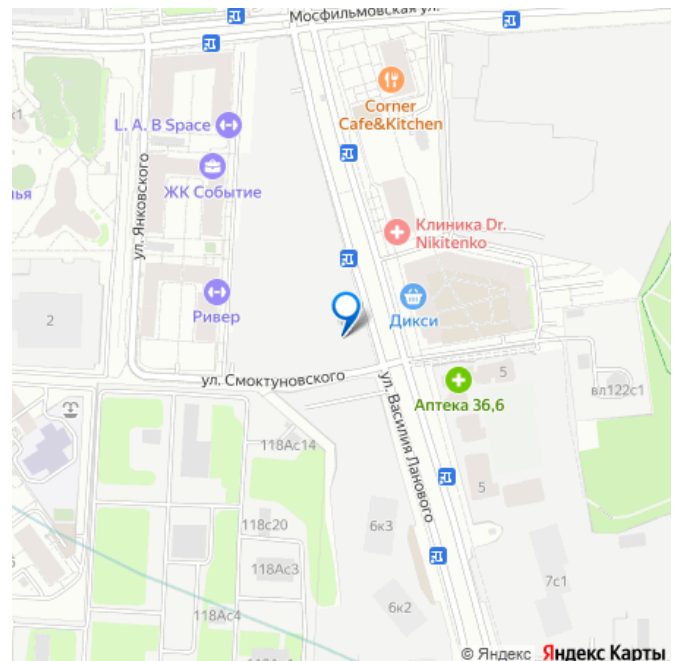 Мосфильмовская ул.
к1
L. A. B Space
Corner
Cafe&Kitchen
ЖК Событие
ул. Янковского
Клиника Dr.
Nikitenko
Ривер
Дикси
2
ул. Смоктуновского
5
Аптека 36,6
вл122с1
ул. Василия Ланового
118Ас14
5
118с20
6к3
118Ас3
7с1
6к2
118Ас4
© Яндекс Яндекс Карты